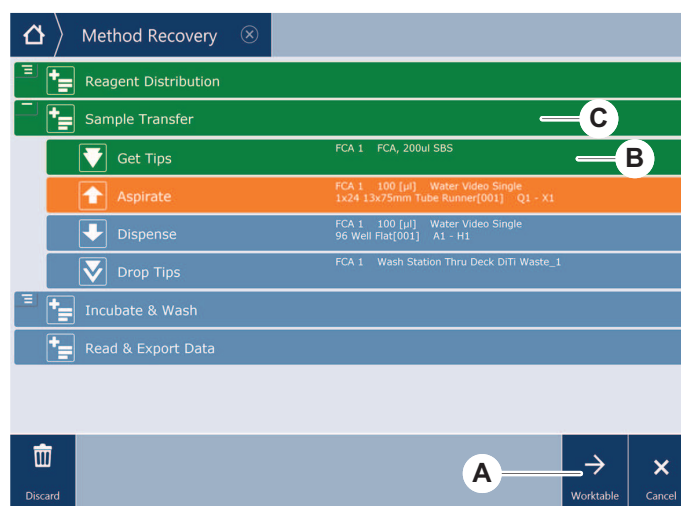 Method Recovery
Reagent Distribution
Sample Transfer
C
Get Tips
FCA 1 FCA, 200ul SBS
B
Aspirate
FCA 1 100 [µl] Water Video Single
1x24 13x75mm Tube Runner[001] Q1 - X1
Dispense
FCA 1 100 [µl] Water Video Single
96 Well Flat[001] A1 - H1
Drop Tips
FCA 1 Wash Station Thru Deck DiTi Waste_1
Incubate & Wash
Read & Export Data
A
Discard
Worktable
Cancel